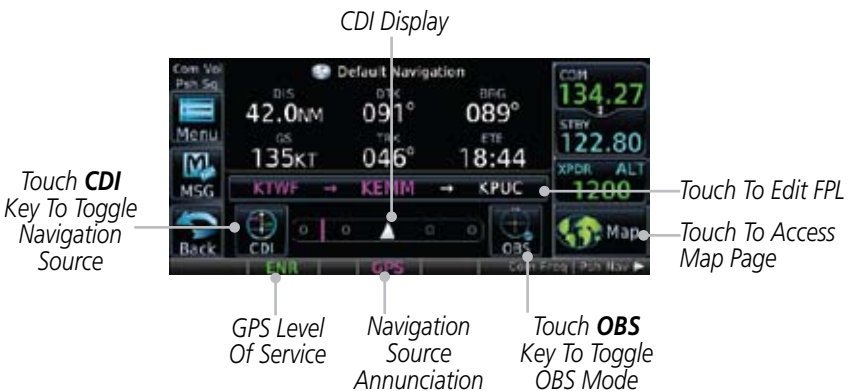 CDI Display
Com Vol
Psh Sq
Default Navigation
DIS
DTK
BRG
42.0NM
091°
089°
GS
TRK
ETE
135KT
046°
18:44
KTWF → KEMM → KPUC
Menu
MSG
Back
CDI
OBS
ENR
GPS
Com Freq | Psh Nav
COM
134.27
STBY
122.80
XPDR ALT
1200
Map
Touch CDI
Key To Toggle
Navigation
Source
Touch To Edit FPL
Touch To Access
Map Page
GPS Level
Of Service
Navigation
Source
Annunciation
Touch OBS
Key To Toggle
OBS Mode